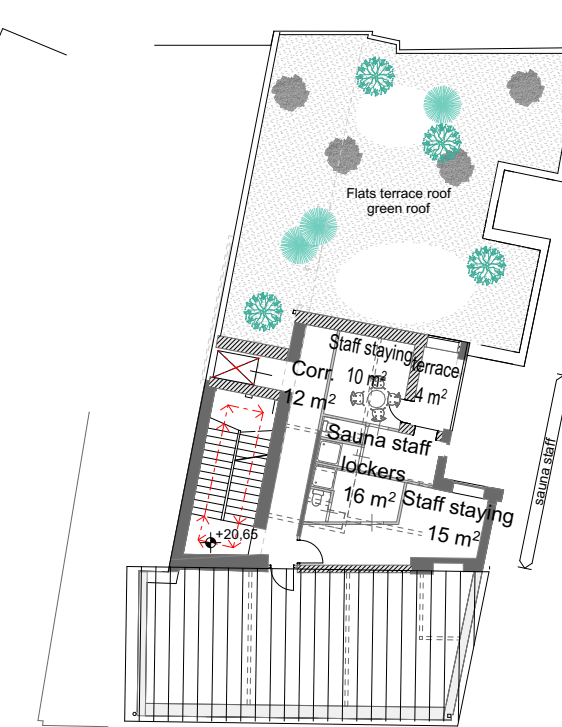 Flats terrace roof
green roof
Staff staying
10 m²
terrace
4 m²
Corr.
12 m²
Sauna staff
lockers
16 m²
Staff staying
15 m²
sauna staff
+20,65